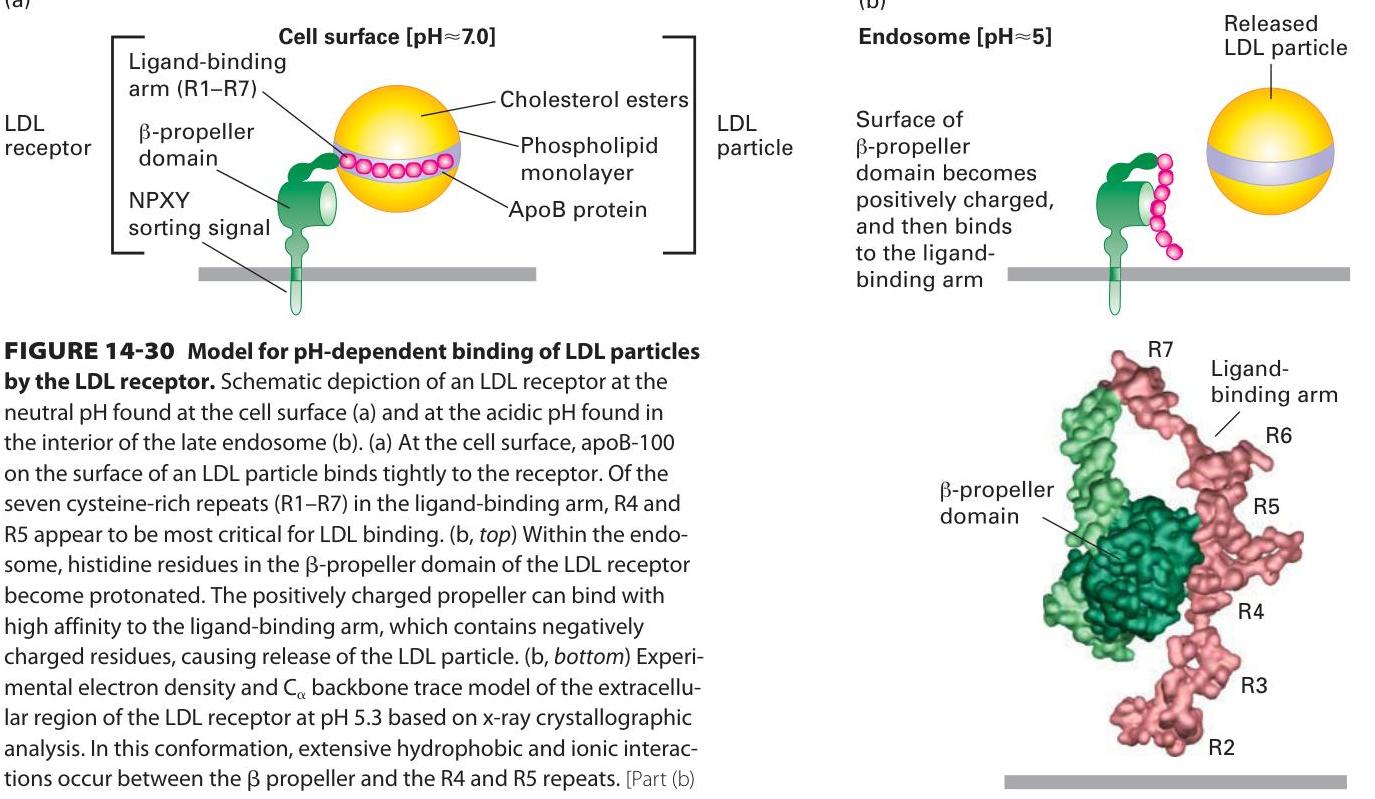 (a)
Cell surface [pH≈7.0]
Ligand-binding
arm (R1–R7)
β-propeller
domain
NPXY
sorting signal
LDL
receptor
Cholesterol esters
Phospholipid
monolayer
ApoB protein
LDL
particle
(b)
Endosome [pH≈5]
Released
LDL particle
Surface of
β-propeller
domain becomes
positively charged,
and then binds
to the ligand-
binding arm
FIGURE 14-30 Model for pH-dependent binding of LDL particles
by the LDL receptor. Schematic depiction of an LDL receptor at the
neutral pH found at the cell surface (a) and at the acidic pH found in
the interior of the late endosome (b). (a) At the cell surface, apoB-100
on the surface of an LDL particle binds tightly to the receptor. Of the
seven cysteine-rich repeats (R1–R7) in the ligand-binding arm, R4 and
R5 appear to be most critical for LDL binding. (b, top) Within the endo-
some, histidine residues in the β-propeller domain of the LDL receptor
become protonated. The positively charged propeller can bind with
high affinity to the ligand-binding arm, which contains negatively
charged residues, causing release of the LDL particle. (b, bottom) Experi-
mental electron density and Cα backbone trace model of the extracellu-
lar region of the LDL receptor at pH 5.3 based on x-ray crystallographic
analysis. In this conformation, extensive hydrophobic and ionic interac-
tions occur between the β propeller and the R4 and R5 repeats. [Part (b)
R7
Ligand-
binding arm
R6
β-propeller
domain
R5
R4
R3
R2